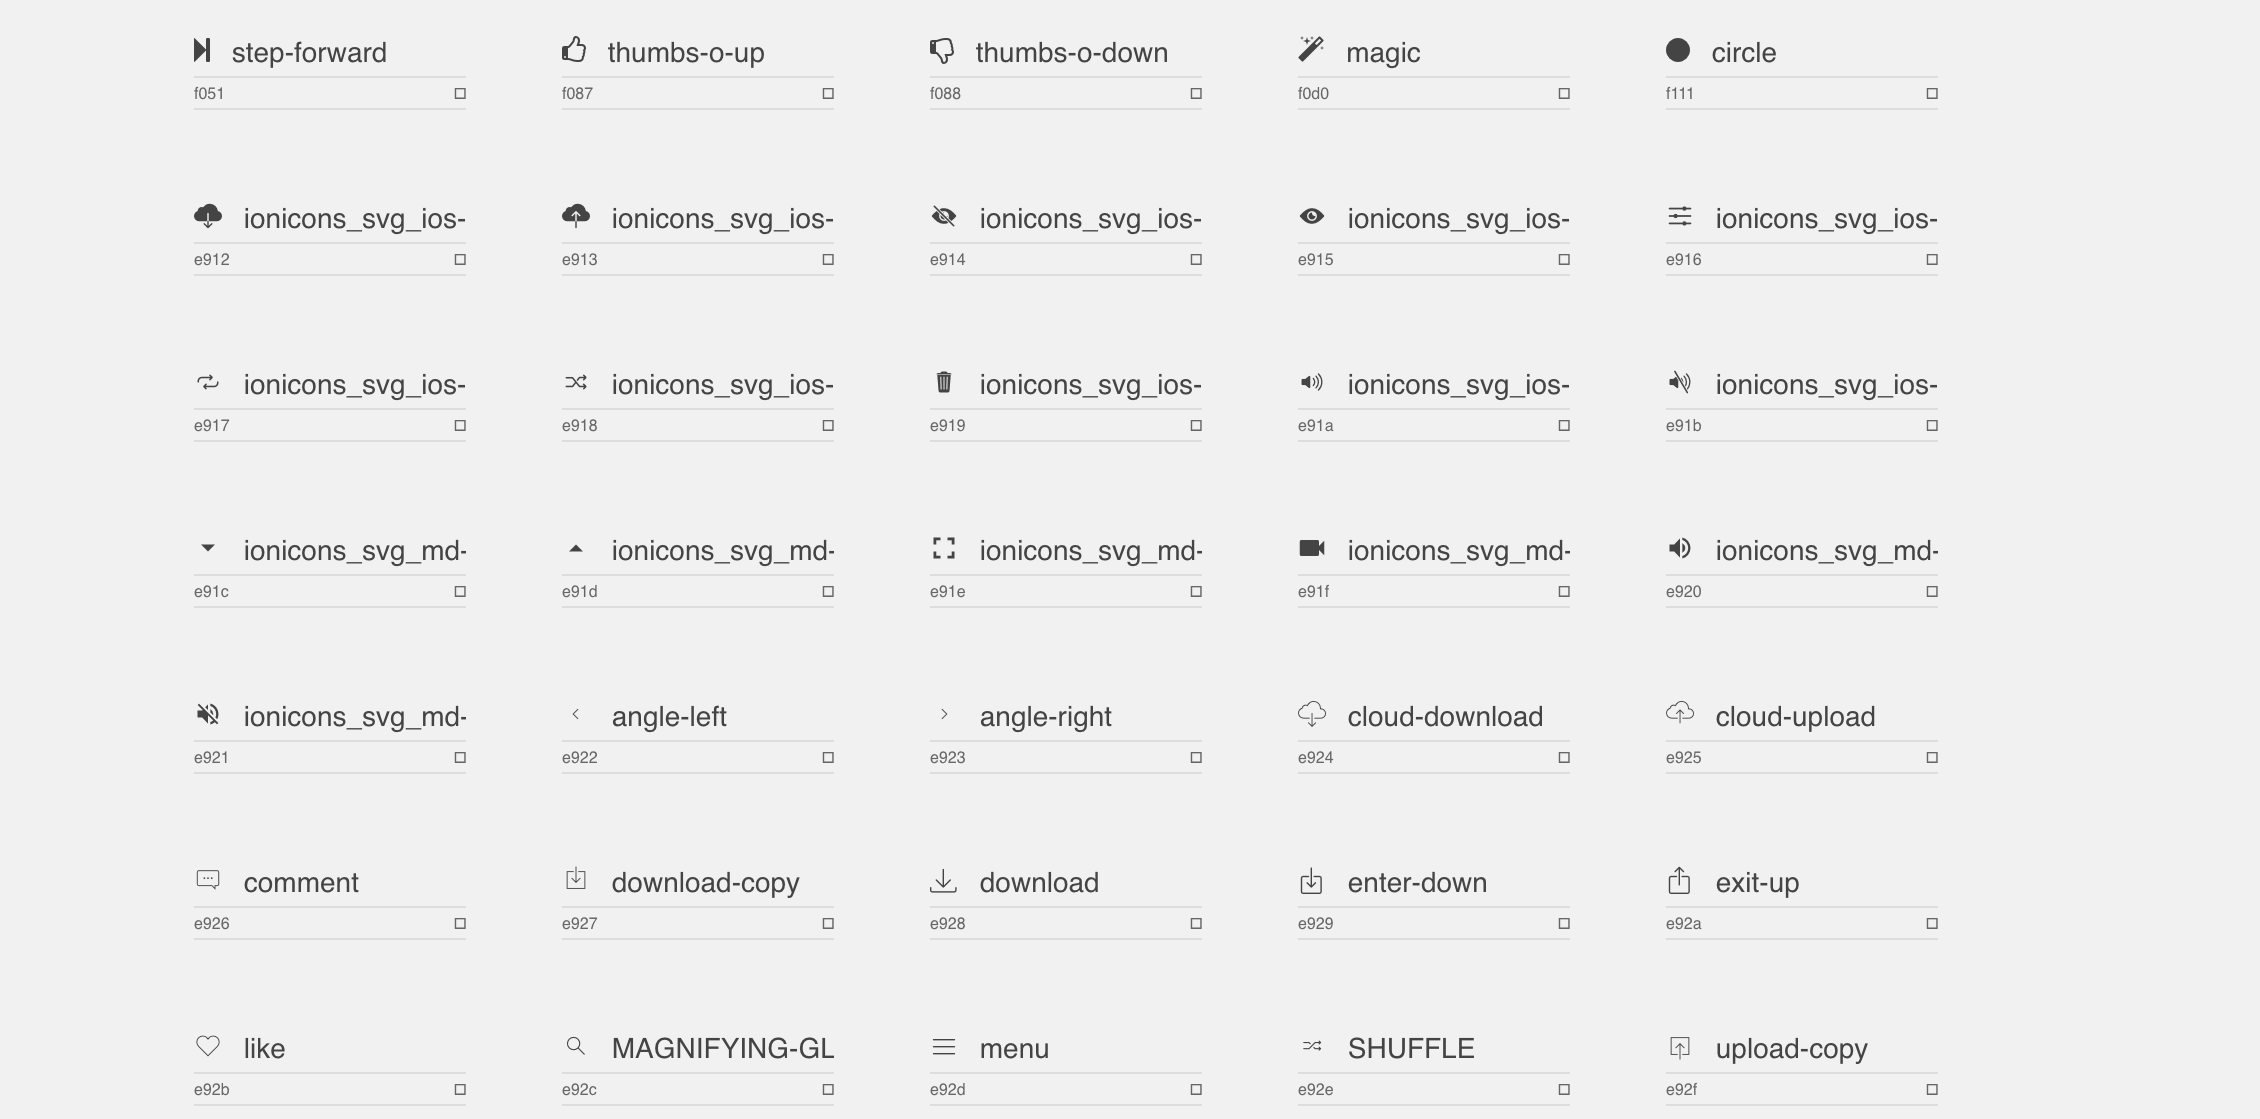 step-forward
thumbs-o-up
thumbs-o-down
magic
circle
f051
f087
f088
f0d0
f111
ionicons_svg_ios-
ionicons_svg_ios-
ionicons_svg_ios-
ionicons_svg_ios-
ionicons_svg_ios-
e912
e913
e914
e915
e916
ionicons_svg_ios-
ionicons_svg_ios-
ionicons_svg_ios-
ionicons_svg_ios-
ionicons_svg_ios-
e917
e918
e919
e91a
e91b
ionicons_svg_md-
ionicons_svg_md-
ionicons_svg_md-
ionicons_svg_md-
ionicons_svg_md-
e91c
e91d
e91e
e91f
e920
ionicons_svg_md-
angle-left
angle-right
cloud-download
cloud-upload
e921
e922
e923
e924
e925
comment
download-copy
download
enter-down
exit-up
e926
e927
e928
e929
e92a
like
MAGNIFYING-GL
menu
SHUFFLE
upload-copy
e92b
e92c
e92d
e92e
e92f